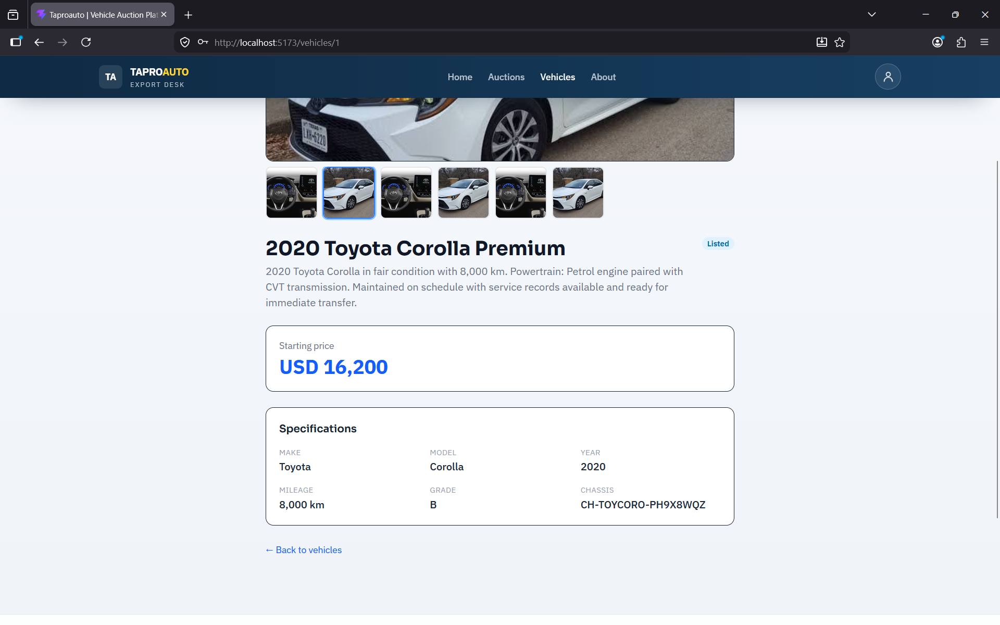 Taproauto | Vehicle Auction Plat
http://localhost:5173/vehicles/1
TA
TAPROAUTO
EXPORT DESK
Home
Auctions
Vehicles
About
TEXAS
LXH-6220
2020 Toyota Corolla Premium
Listed
2020 Toyota Corolla in fair condition with 8,000 km. Powertrain: Petrol engine paired with
CVT transmission. Maintained on schedule with service records available and ready for
immediate transfer.
Starting price
USD 16,200
Specifications
MAKE
MODEL
YEAR
Toyota
Corolla
2020
MILEAGE
GRADE
CHASSIS
8,000 km
B
CH-TOYCORO-PH9X8WQZ
← Back to vehicles